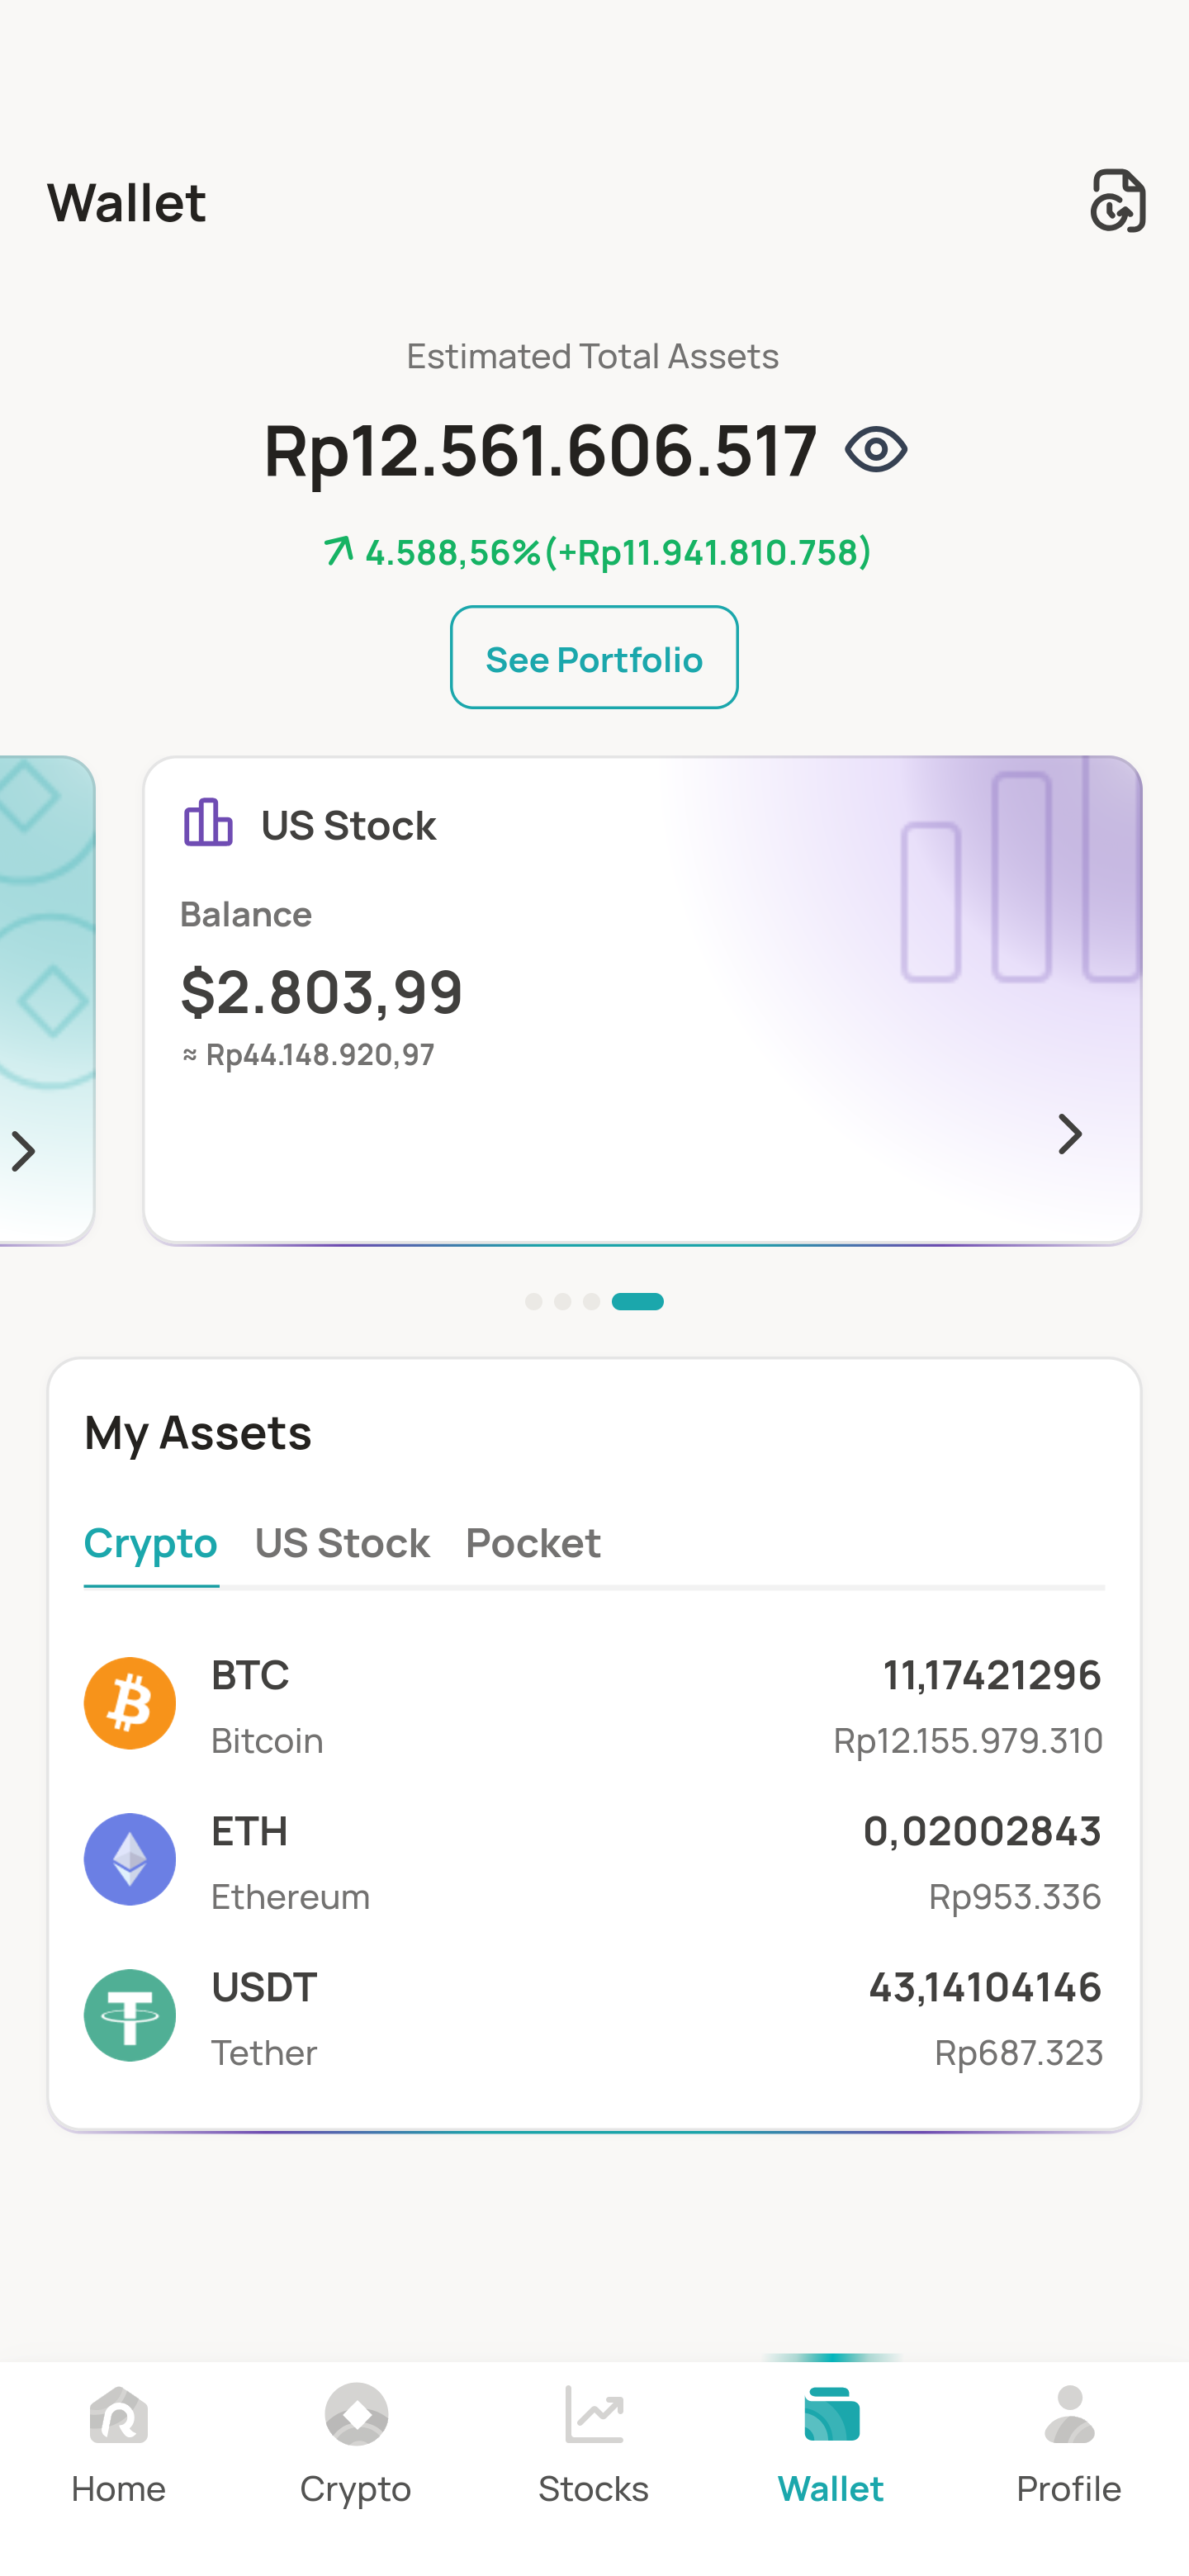 Wallet
Estimated Total Assets
Rp12.561.606.517
4.588,56%(+Rp11.941.810.758)
See Portfolio
US Stock
Balance
$2.803,99
≈ Rp44.148.920,97
My Assets
Crypto US Stock Pocket
BTC 11,17421296
Bitcoin Rp12.155.979.310
ETH 0,02002843
Ethereum Rp953.336
USDT 43,14104146
Tether Rp687.323
Home Crypto Stocks Wallet Profile